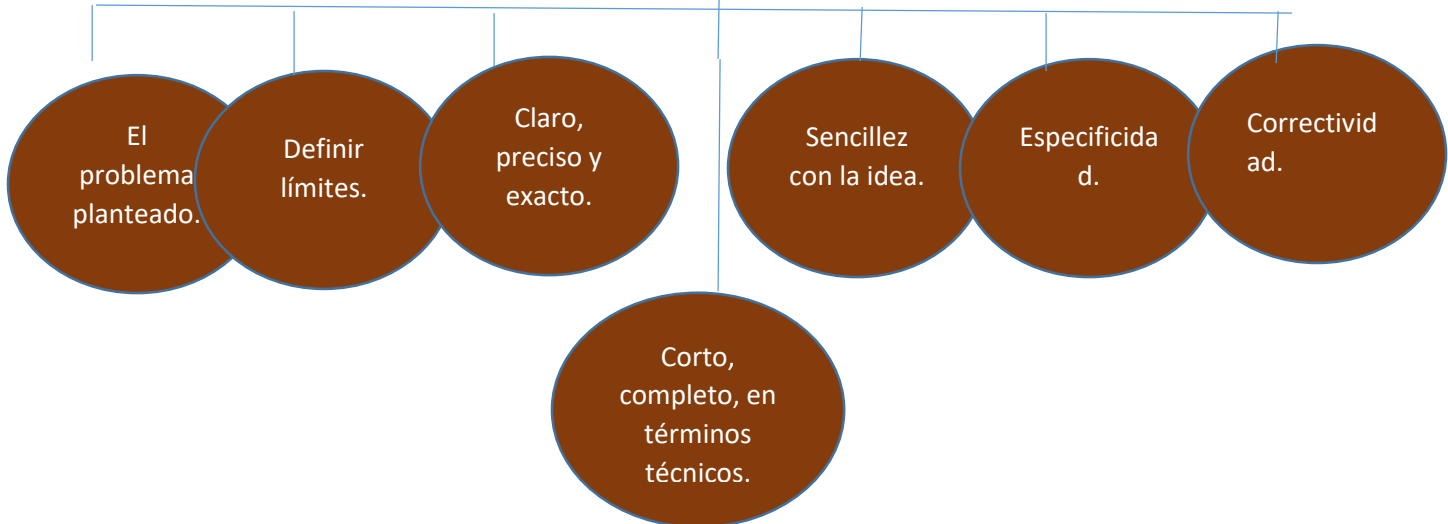 El
problema
planteado.
Definir
límites.
Claro,
preciso y
exacto.
Sencillez
con la idea.
Especificida
d.
Correctivid
ad.
Corto,
completo, en
términos
técnicos.